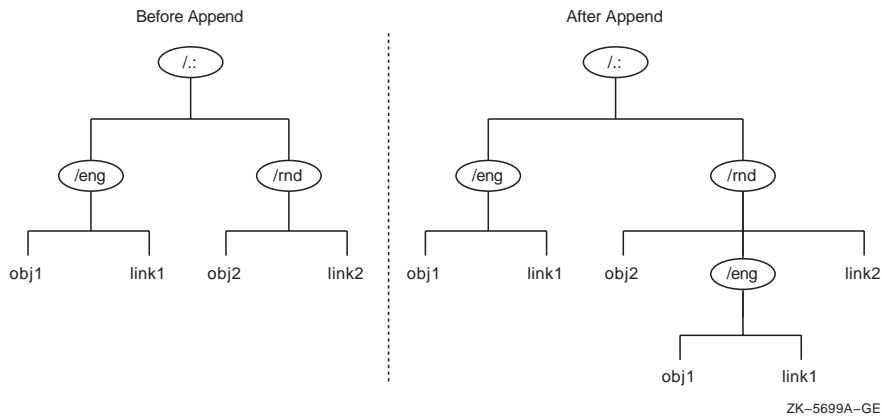 Before Append
/.:
/eng
/rnd
obj1
link1
obj2
link2
After Append
/.:
/eng
/rnd
obj1
link1
obj2
/eng
link2
obj1
link1
ZK–5699A–GE